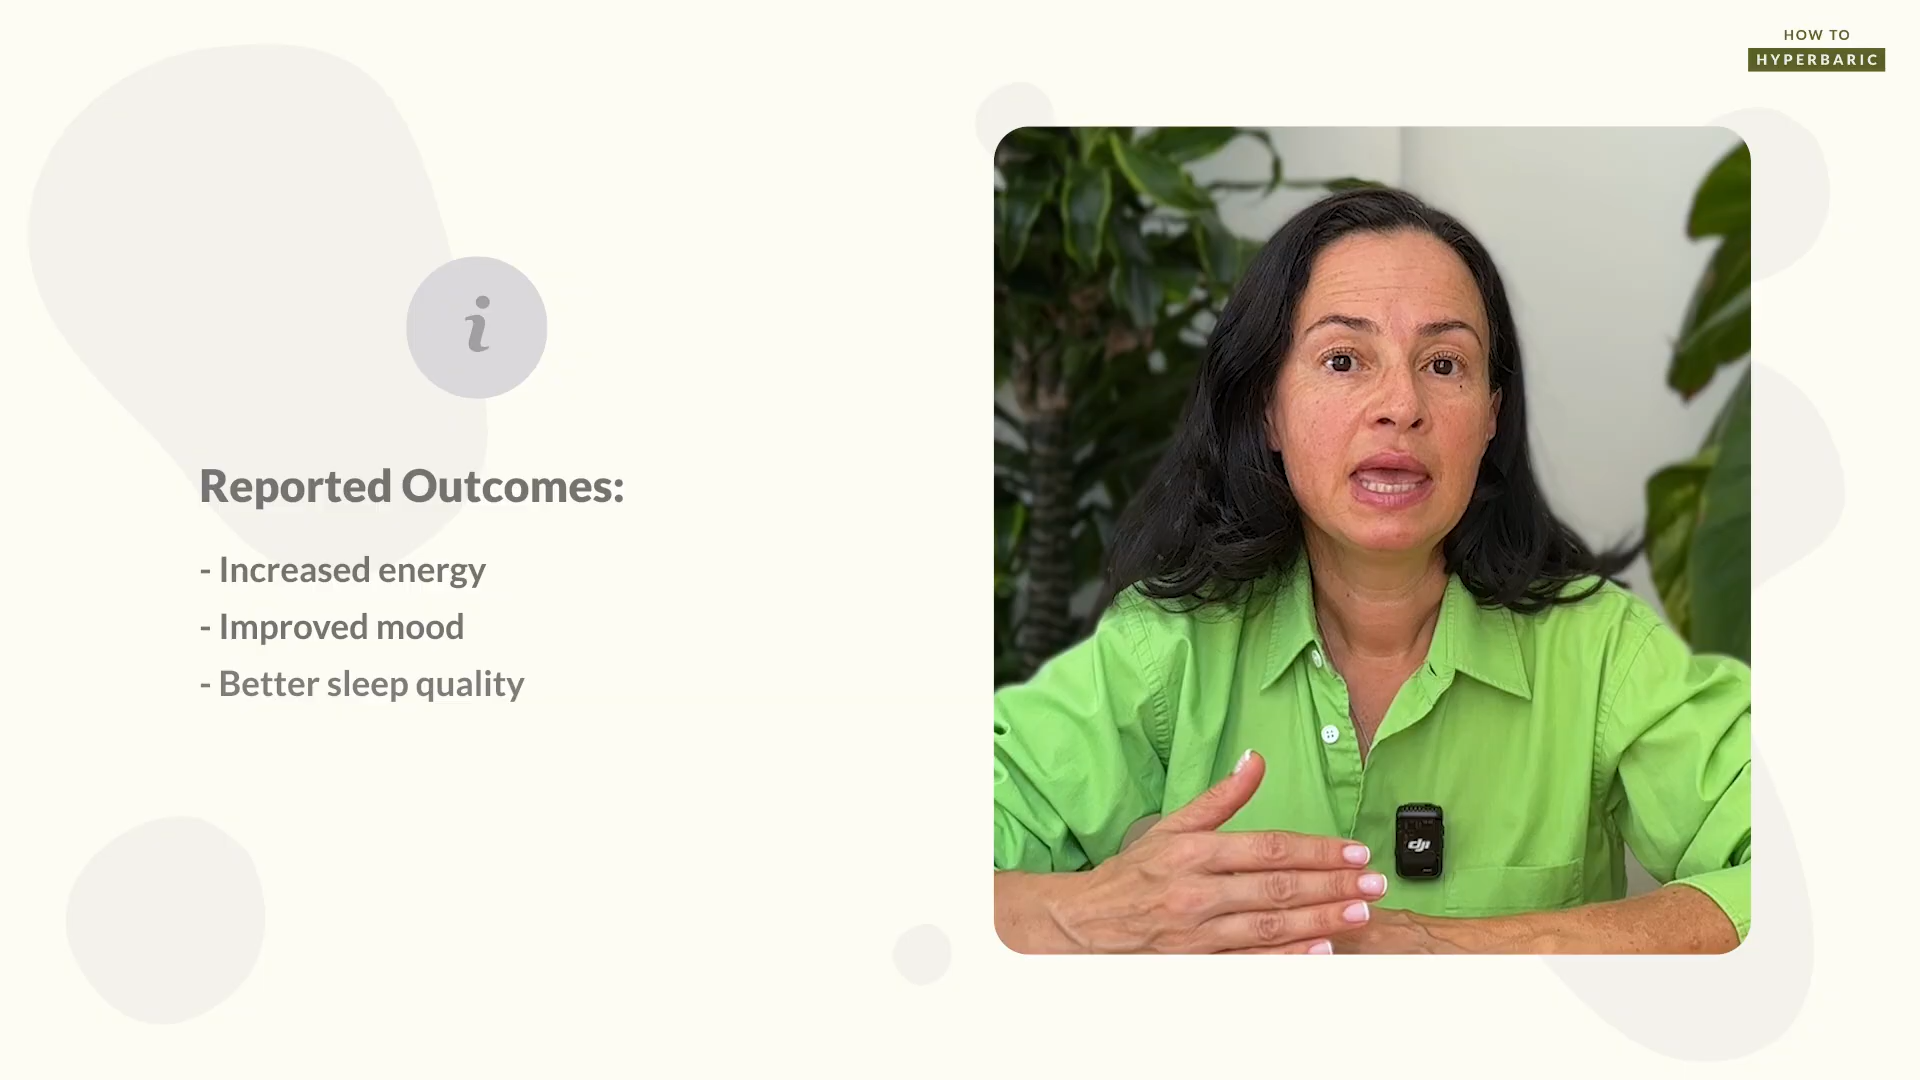 HOW TO
HYPERBARIC
i
Reported Outcomes:
- Increased energy
- Improved mood
- Better sleep quality
dji